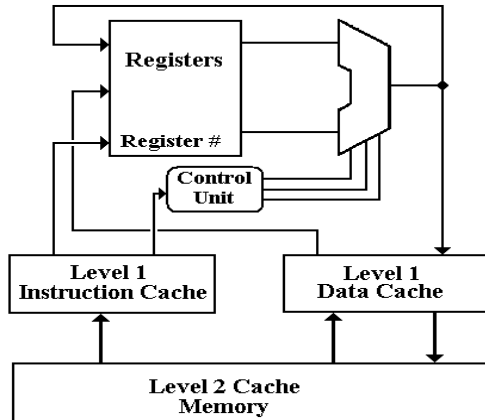 Registers
Register #
Control
Unit
Level 1
Instruction Cache
Level 1
Data Cache
Level 2 Cache
Memory